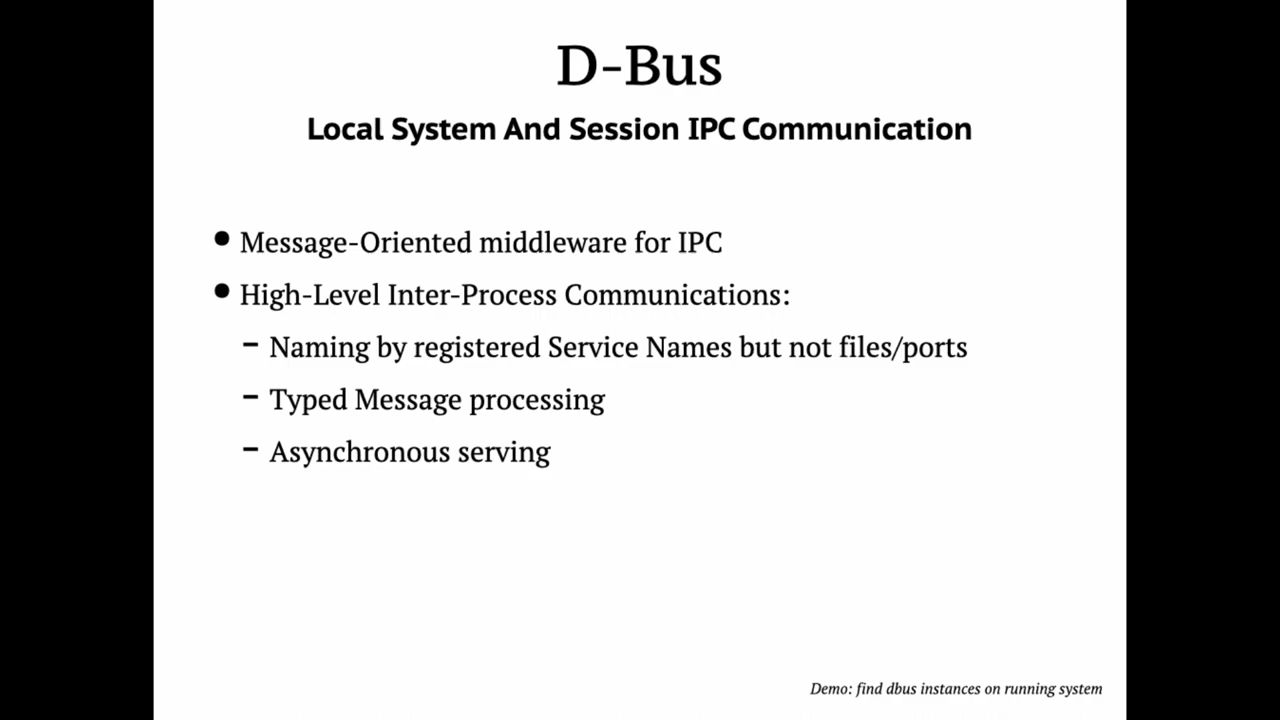 D-Bus
Local System And Session IPC Communication
• Message-Oriented middleware for IPC
• High-Level Inter-Process Communications:
– Naming by registered Service Names but not files/ports
– Typed Message processing
– Asynchronous serving
Demo: find dbus instances on running system